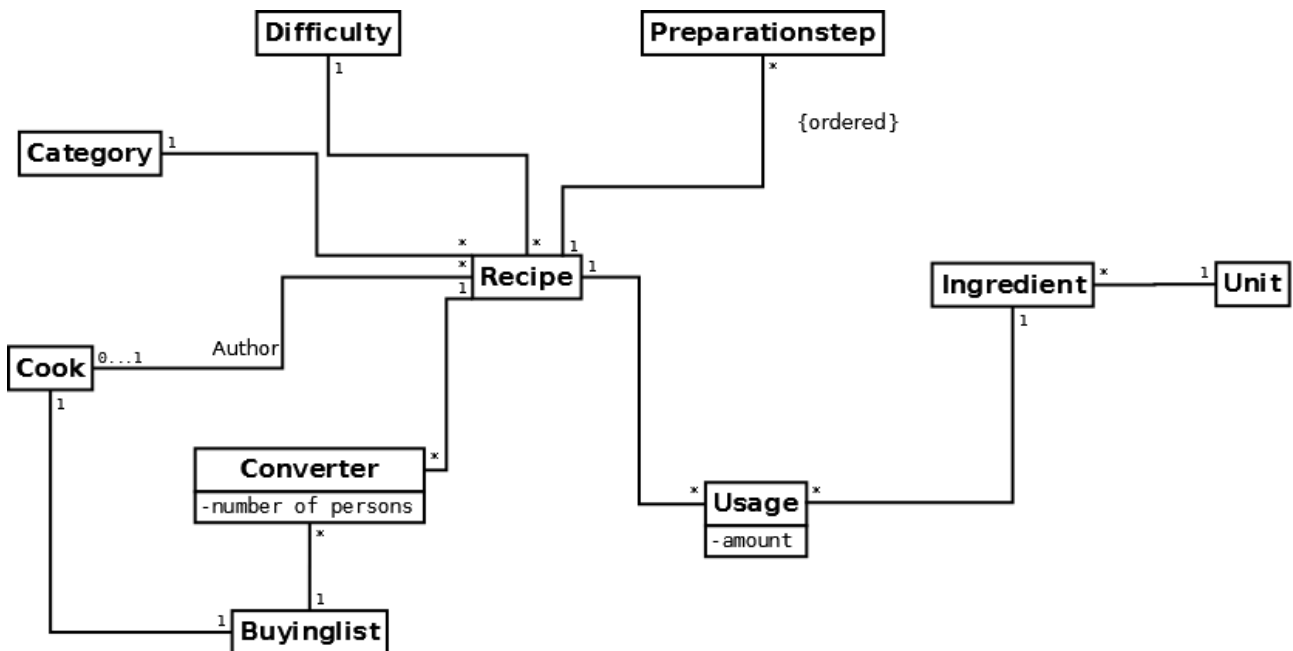 Difficulty
Preparationstep
1
*
{ordered}
Category
1
*
*
1
*
Recipe
1
1
Ingredient
*
1
Unit
1
Author
Cook
0...1
1
Converter
*
-number of persons
*
Usage
*
-amount
*
1
1
Buyinglist